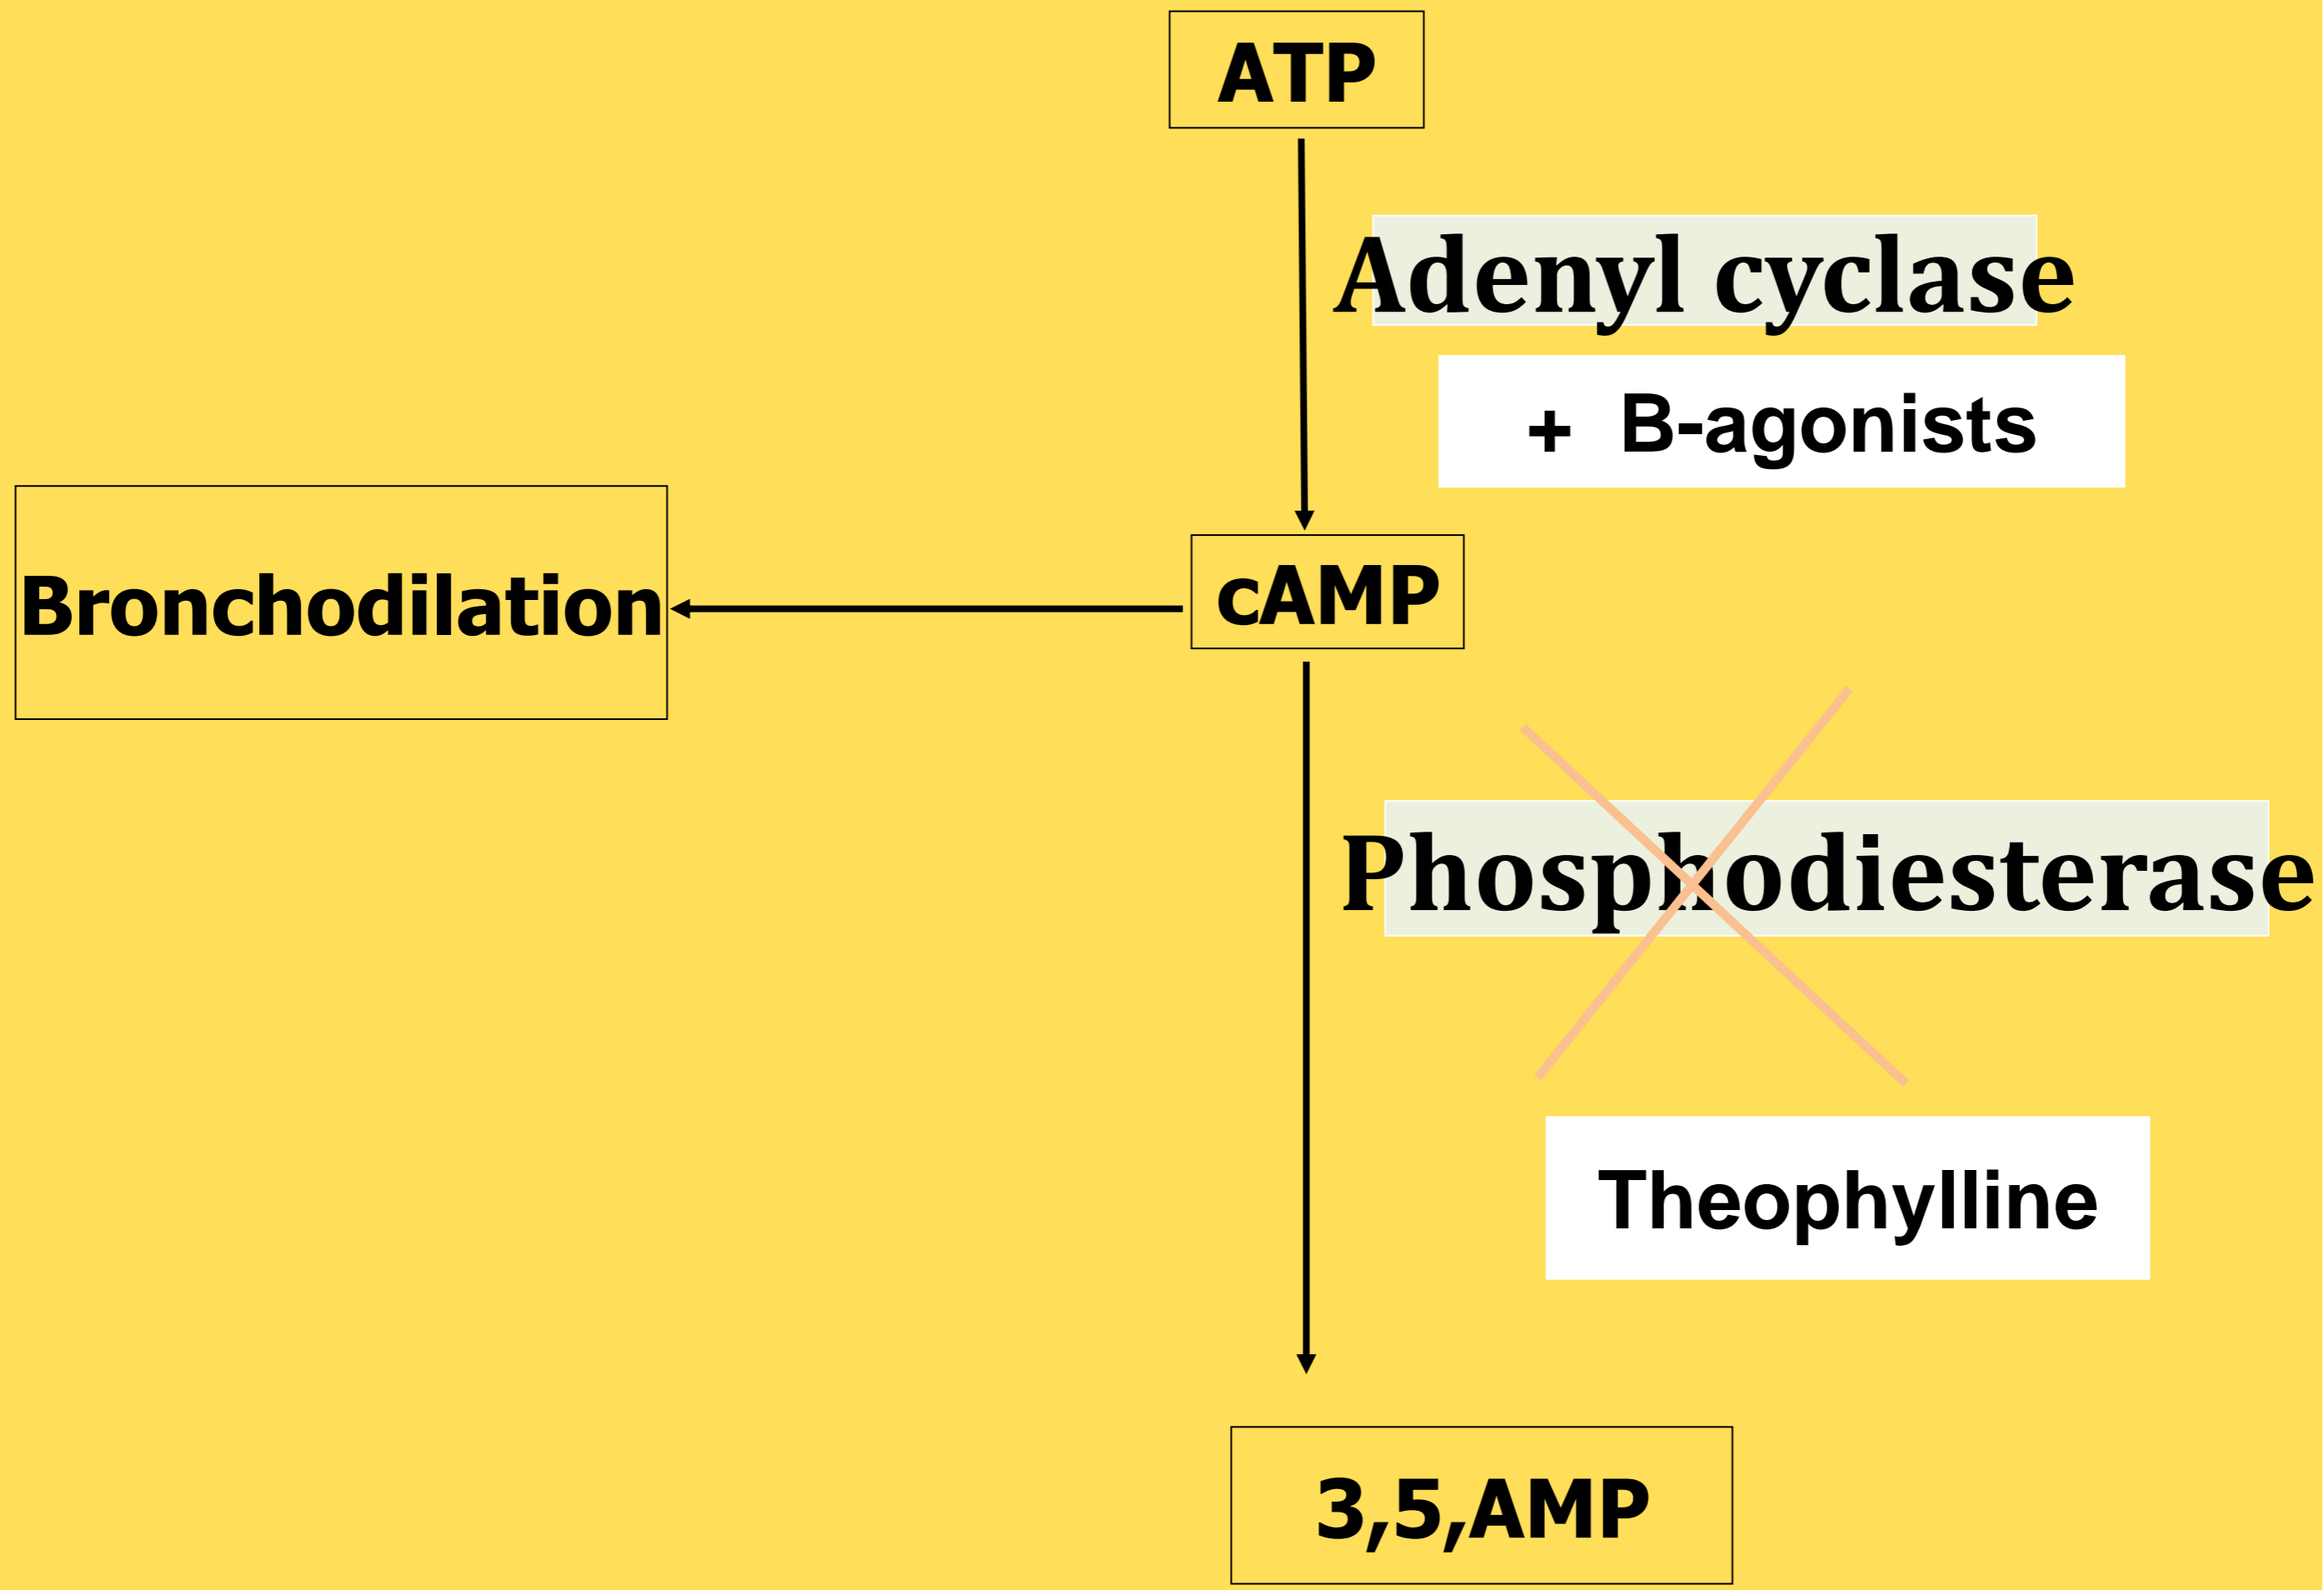 ATP
Adenyl cyclase
+ B-agonists
Bronchodilation
cAMP
Phosphodiesterase
Theophylline
3,5,AMP